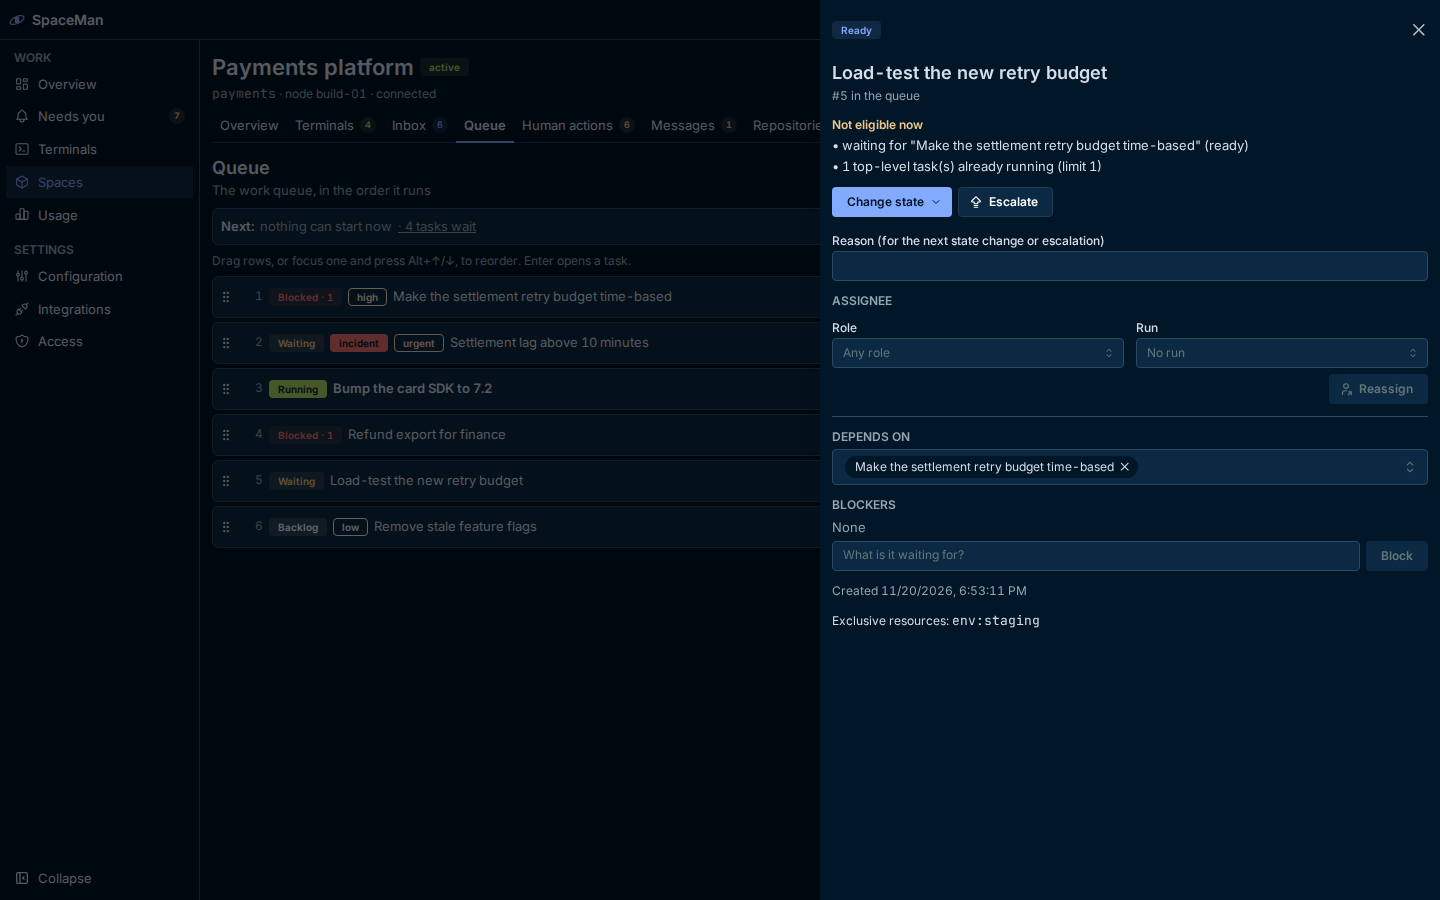 SpaceMan
WORK
Overview
Needs you 7
Terminals
Spaces
Usage
SETTINGS
Configuration
Integrations
Access
Collapse
Payments platform active
payments · node build-01 · connected
Overview Terminals 4 Inbox 6 Queue Human actions 6 Messages 1 Repositorie
Queue
The work queue, in the order it runs
Next: nothing can start now · 4 tasks wait
Drag rows, or focus one and press Alt+↑/↓, to reorder. Enter opens a task.
1 Blocked · 1 high Make the settlement retry budget time-based
2 Waiting incident urgent Settlement lag above 10 minutes
3 Running Bump the card SDK to 7.2
4 Blocked · 1 Refund export for finance
5 Waiting Load-test the new retry budget
6 Backlog low Remove stale feature flags
Ready
Load-test the new retry budget
#5 in the queue
Not eligible now
• waiting for "Make the settlement retry budget time-based" (ready)
• 1 top-level task(s) already running (limit 1)
Change state Escalate
Reason (for the next state change or escalation)
ASSIGNEE
Role Run
Any role No run
Reassign
DEPENDS ON
Make the settlement retry budget time-based
BLOCKERS
None
What is it waiting for? Block
Created 11/20/2026, 6:53:11 PM
Exclusive resources: env:staging